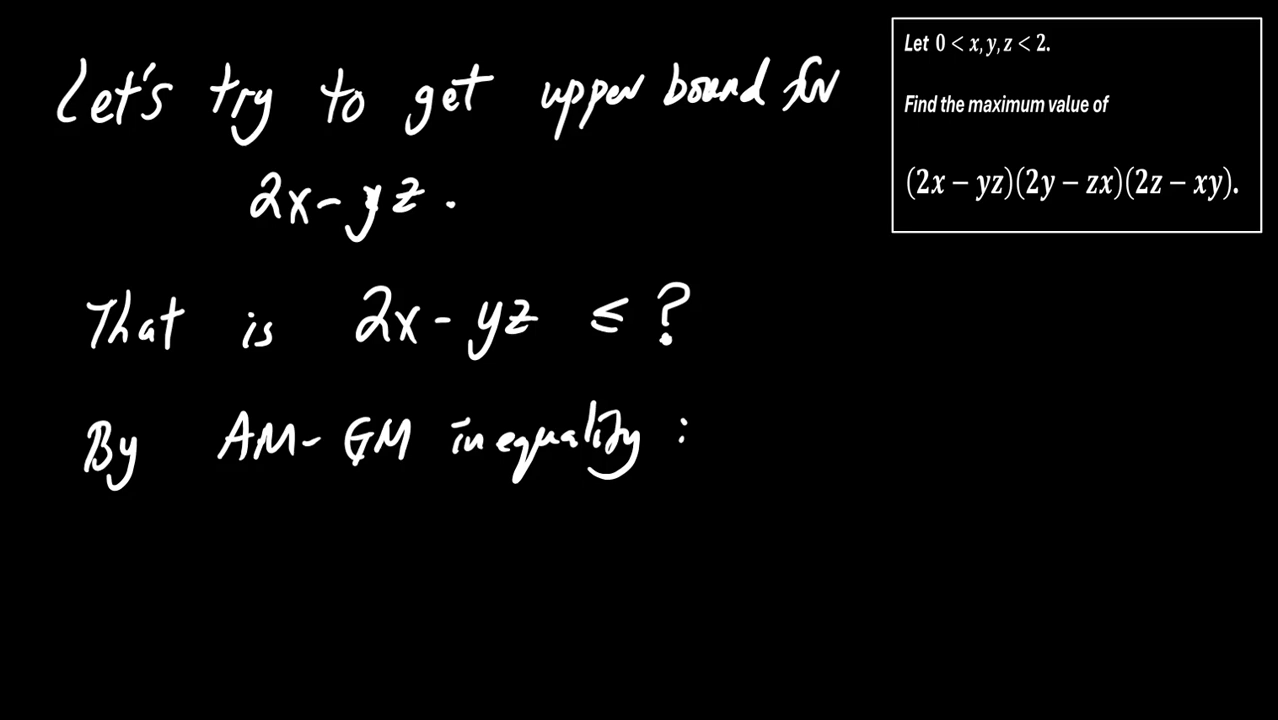 Let's try to get upper bound for
2x - yz .
That is 2x - yz ≤ ?
By AM-GM inequality :
Let 0 < x, y, z < 2.
Find the maximum value of
(2x − yz)(2y − zx)(2z − xy).